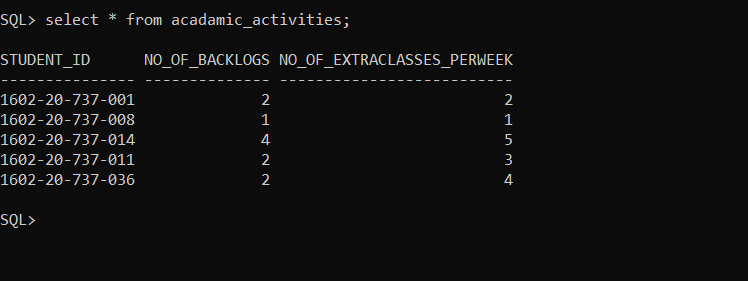 SQL> select * from acadamic_activities;
STUDENT_ID      NO_OF_BACKLOGS NO_OF_EXTRACLASSES_PERWEEK
--------------- -------------- --------------------------
1602-20-737-001              2                          2
1602-20-737-008              1                          1
1602-20-737-014              4                          5
1602-20-737-011              2                          3
1602-20-737-036              2                          4
SQL>